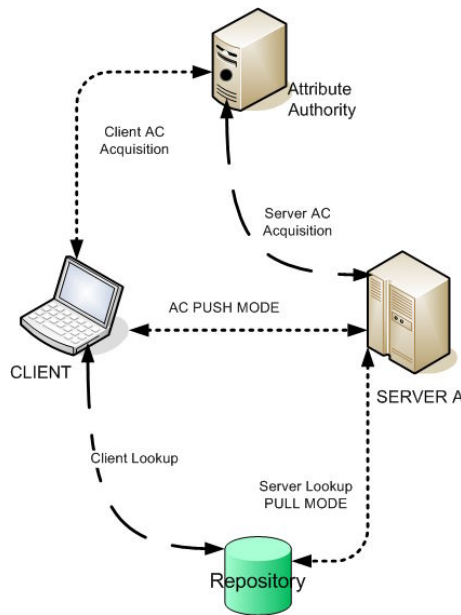 Attribute
Authority
Client AC
Acquisition
Server AC
Acquisition
AC PUSH MODE
CLIENT
SERVER A
Client Lookup
Server Lookup
PULL MODE
Repository